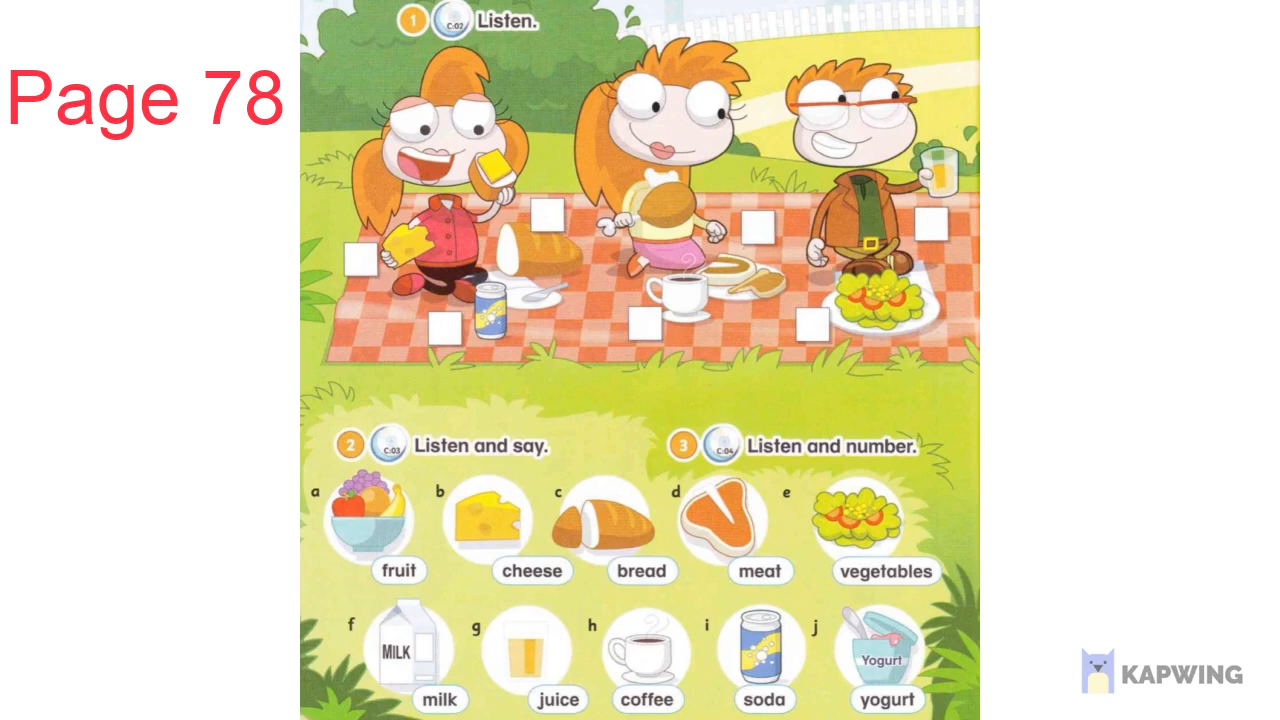 Page 78
1 C:02 Listen.
2 C:03 Listen and say.
3 C:04 Listen and number.
a b c d e
fruit cheese bread meat vegetables
f g h i j
MILK
Yogurt
milk juice coffee soda yogurt
KAPWING